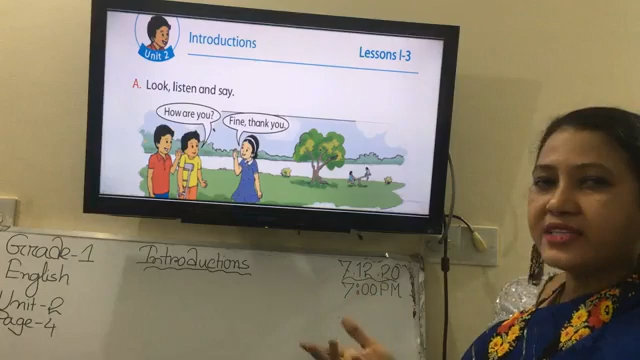 Unit 2
Introductions
Lessons 1-3
A. Look, listen and say.
How are you?
Fine, thank you.
Grade-1
English
Unit-2
Page-4
Introductions
7.12.20
7:00PM